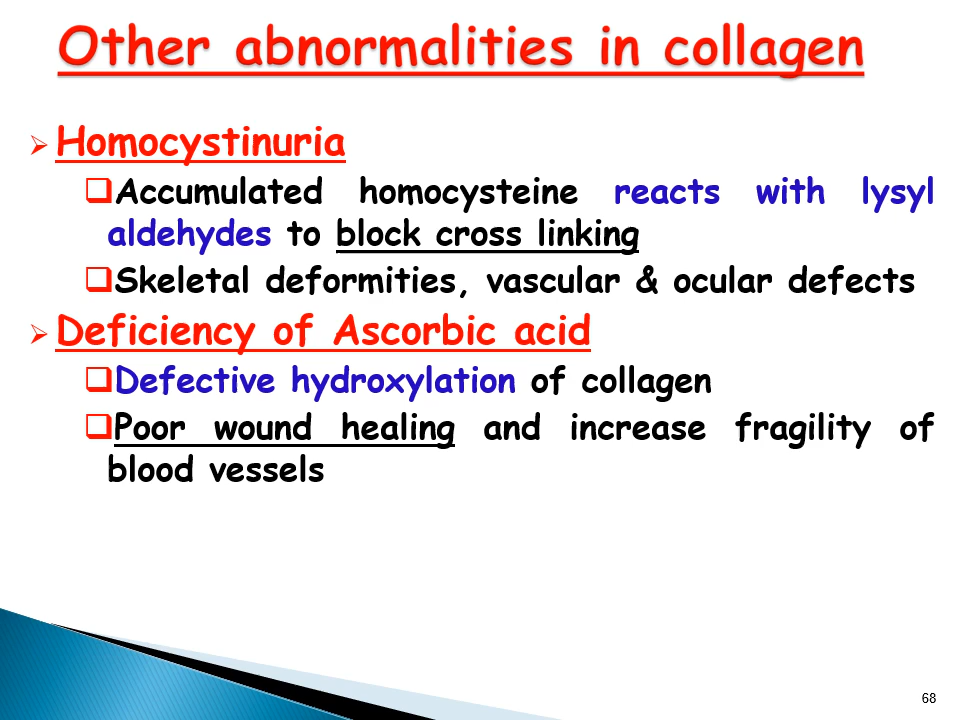 Other abnormalities in collagen
Homocystinuria
Accumulated homocysteine reacts with lysyl
aldehydes to block cross linking
Skeletal deformities, vascular & ocular defects
Deficiency of Ascorbic acid
Defective hydroxylation of collagen
Poor wound healing and increase fragility of
blood vessels
68